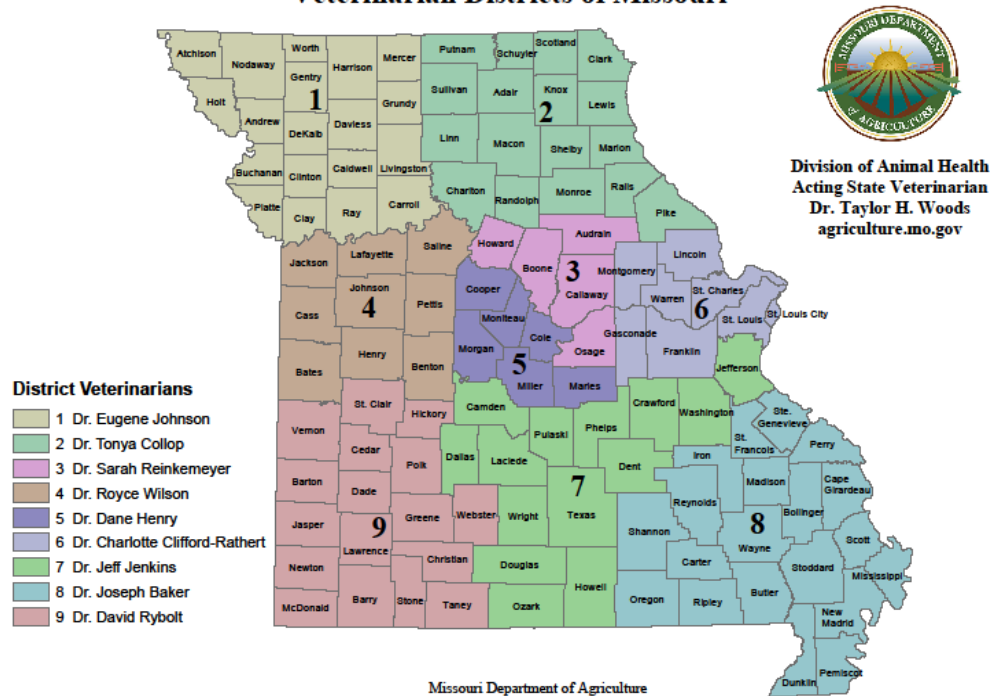 Veterinarian Districts of Missouri
MISSOURI DEPARTMENT
of AGRICULTURE
Division of Animal Health
Acting State Veterinarian
Dr. Taylor H. Woods
agriculture.mo.gov
Atchison
Nodaway
Worth
Gentry
1
Harrison
Mercer
Holt
Andrew
DeKalb
Daviess
Grundy
Buchanan
Clinton
Caldwell
Livingston
Platte
Clay
Ray
Carroll
Putnam
Schuyler
Scotland
Clark
Sullivan
Adair
Knox
2
Lewis
Linn
Macon
Shelby
Marion
Chariton
Randolph
Monroe
Ralls
Pike
Howard
Boone
Audrain
3
Callaway
Osage
Jackson
Lafayette
Saline
Johnson
4
Pettis
Cass
Bates
Henry
Benton
Cooper
Moniteau
Cole
Morgan
5
Miller
Maries
Montgomery
Lincoln
Warren
St. Charles
6
St. Louis
St. Louis City
Gasconade
Franklin
Jefferson
Camden
Pulaski
Phelps
Crawford
Washington
Dallas
Laclede
Dent
7
Wright
Texas
Douglas
Howell
Ozark
Ste.
Genevieve
St.
Francois
Perry
Iron
Madison
Cape
Girardeau
Reynolds
Bollinger
Shannon
8
Wayne
Scott
Carter
Stoddard
Mississippi
Oregon
Ripley
Butler
New
Madrid
Dunklin
Pemiscot
St. Clair
Hickory
Vernon
Cedar
Polk
Barton
Dade
Greene
Webster
Jasper
9
Lawrence
Christian
Newton
McDonald
Barry
Stone
Taney
District Veterinarians
1 Dr. Eugene Johnson
2 Dr. Tonya Collop
3 Dr. Sarah Reinkemeyer
4 Dr. Royce Wilson
5 Dr. Dane Henry
6 Dr. Charlotte Clifford-Rathert
7 Dr. Jeff Jenkins
8 Dr. Joseph Baker
9 Dr. David Rybolt
Missouri Department of Agriculture